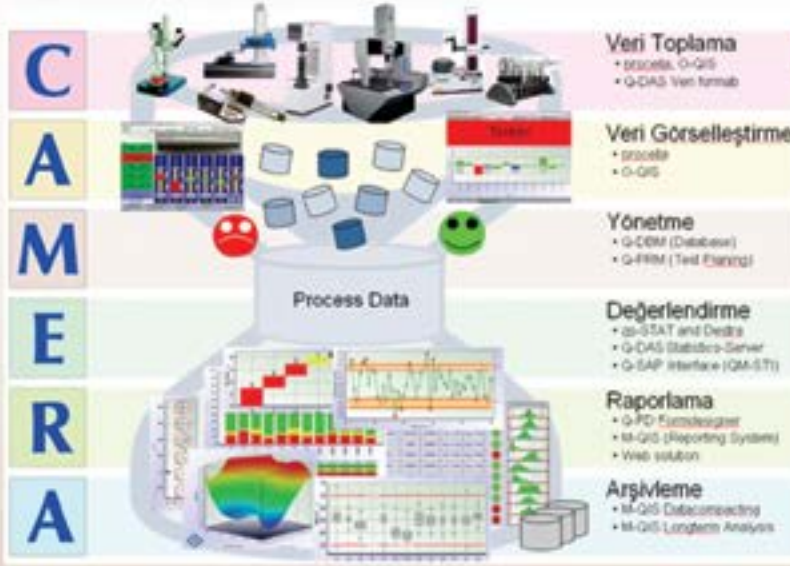 C
Veri Toplama
• procella, O-QIS
• Q-DAS Veri formatı
A
Veri Görselleştirme
• procella
• O-QIS
M
Yönetme
• Q-DBM (Database)
• Q-PRM (Test Planing)
Process Data
E
Değerlendirme
• qs-STAT and Destra
• Q-DAS Statistics-Server
• Q-SAP Interface (QM-STI)
R
Raporlama
• Q-FD Formdesigner
• M-QIS (Reporting System)
• Web solution
A
Arşivleme
• M-QIS Datacompacting
• M-QIS Longterm Analysis